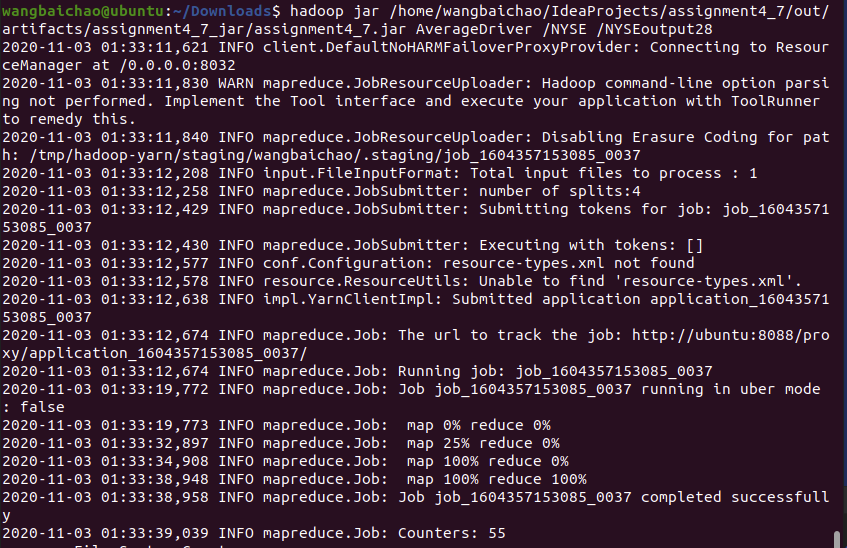 wangbaichao@ubuntu:~/Downloads$ hadoop jar /home/wangbaichao/IdeaProjects/assignment4_7/out/
artifacts/assignment4_7_jar/assignment4_7.jar AverageDriver /NYSE /NYSEoutput28
2020-11-03 01:33:11,621 INFO client.DefaultNoHARMFailoverProxyProvider: Connecting to Resour
ceManager at /0.0.0.0:8032
2020-11-03 01:33:11,830 WARN mapreduce.JobResourceUploader: Hadoop command-line option parsi
ng not performed. Implement the Tool interface and execute your application with ToolRunner
to remedy this.
2020-11-03 01:33:11,840 INFO mapreduce.JobResourceUploader: Disabling Erasure Coding for pat
h: /tmp/hadoop-yarn/staging/wangbaichao/.staging/job_1604357153085_0037
2020-11-03 01:33:12,208 INFO input.FileInputFormat: Total input files to process : 1
2020-11-03 01:33:12,258 INFO mapreduce.JobSubmitter: number of splits:4
2020-11-03 01:33:12,429 INFO mapreduce.JobSubmitter: Submitting tokens for job: job_16043571
53085_0037
2020-11-03 01:33:12,430 INFO mapreduce.JobSubmitter: Executing with tokens: []
2020-11-03 01:33:12,577 INFO conf.Configuration: resource-types.xml not found
2020-11-03 01:33:12,578 INFO resource.ResourceUtils: Unable to find 'resource-types.xml'.
2020-11-03 01:33:12,638 INFO impl.YarnClientImpl: Submitted application application_16043571
53085_0037
2020-11-03 01:33:12,674 INFO mapreduce.Job: The url to track the job: http://ubuntu:8088/pro
xy/application_1604357153085_0037/
2020-11-03 01:33:12,674 INFO mapreduce.Job: Running job: job_1604357153085_0037
2020-11-03 01:33:19,772 INFO mapreduce.Job: Job job_1604357153085_0037 running in uber mode
: false
2020-11-03 01:33:19,773 INFO mapreduce.Job:  map 0% reduce 0%
2020-11-03 01:33:32,897 INFO mapreduce.Job:  map 25% reduce 0%
2020-11-03 01:33:34,908 INFO mapreduce.Job:  map 100% reduce 0%
2020-11-03 01:33:38,948 INFO mapreduce.Job:  map 100% reduce 100%
2020-11-03 01:33:38,958 INFO mapreduce.Job: Job job_1604357153085_0037 completed successfull
y
2020-11-03 01:33:39,039 INFO mapreduce.Job: Counters: 55